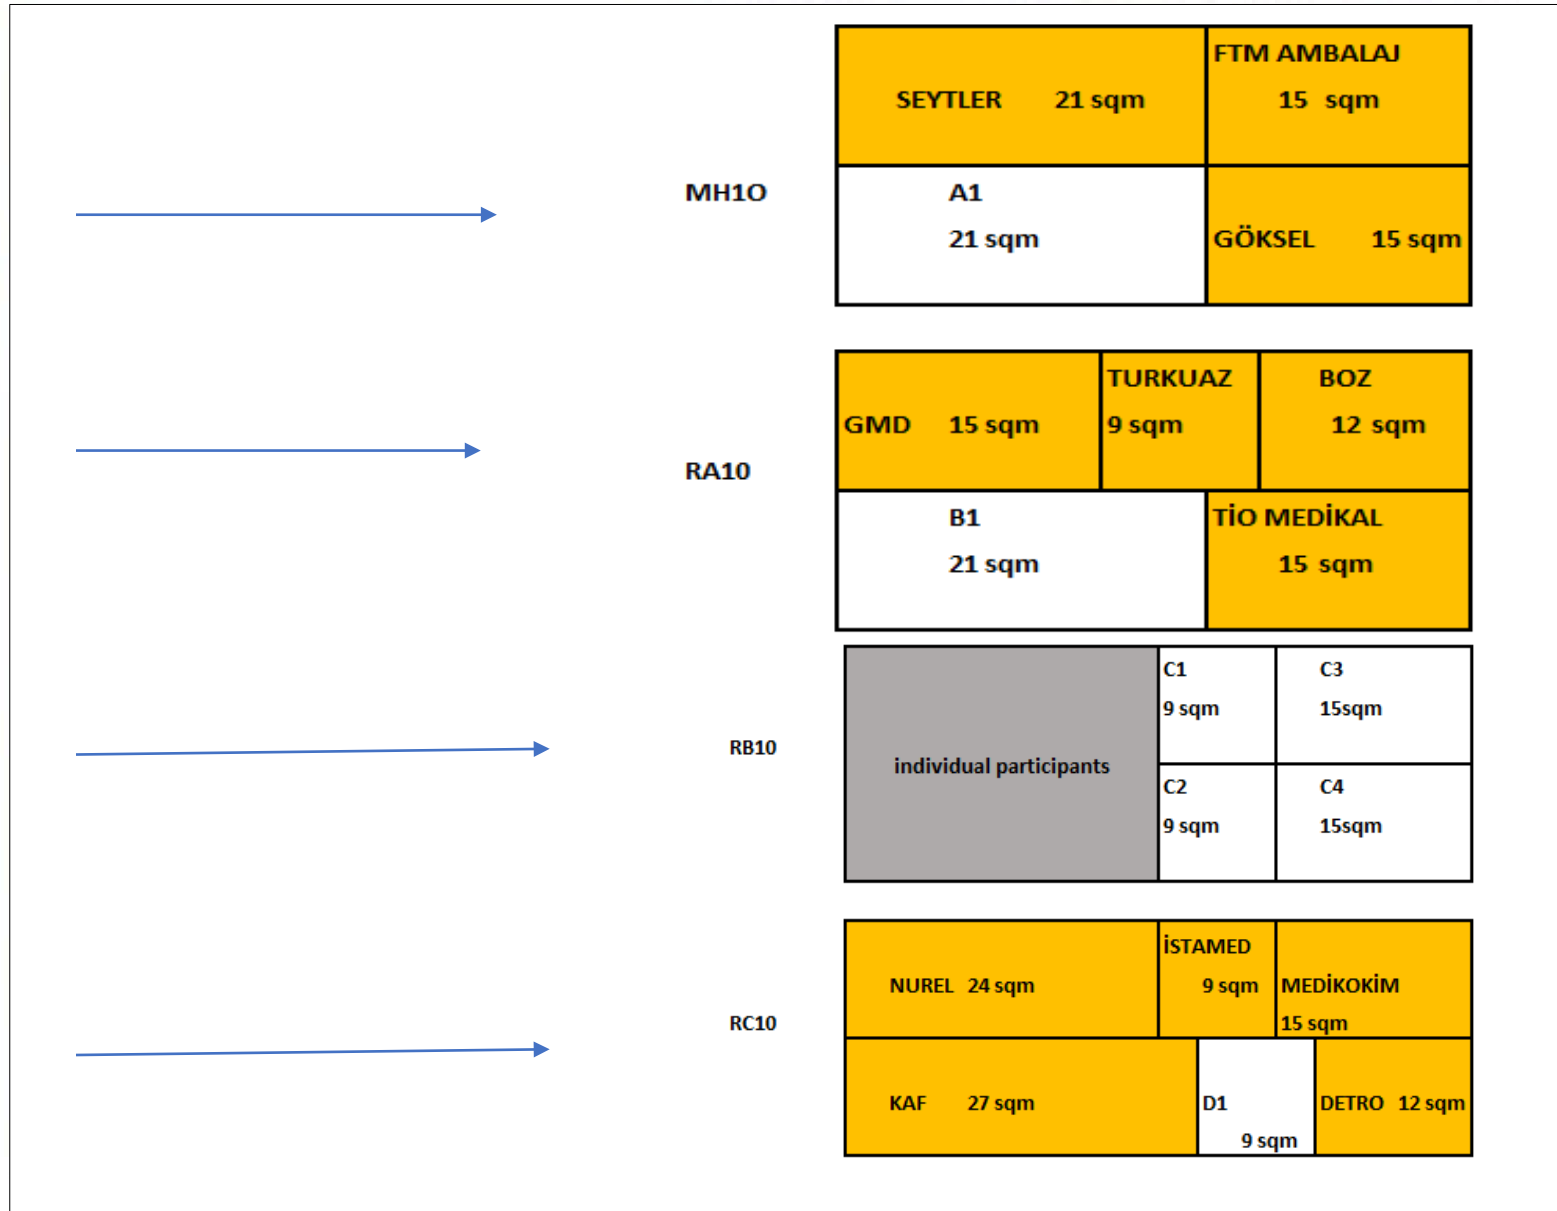 SEYTLER 21 sqm
FTM AMBALAJ
15 sqm
MH1O
A1
21 sqm
GÖKSEL 15 sqm
GMD 15 sqm
TURKUAZ
9 sqm
BOZ
12 sqm
RA10
B1
21 sqm
TİO MEDİKAL
15 sqm
RB10
individual participants
C1
9 sqm
C3
15sqm
C2
9 sqm
C4
15sqm
RC10
NUREL 24 sqm
İSTAMED
9 sqm
MEDİKOKİM
15 sqm
KAF 27 sqm
D1
9 sqm
DETRO 12 sqm